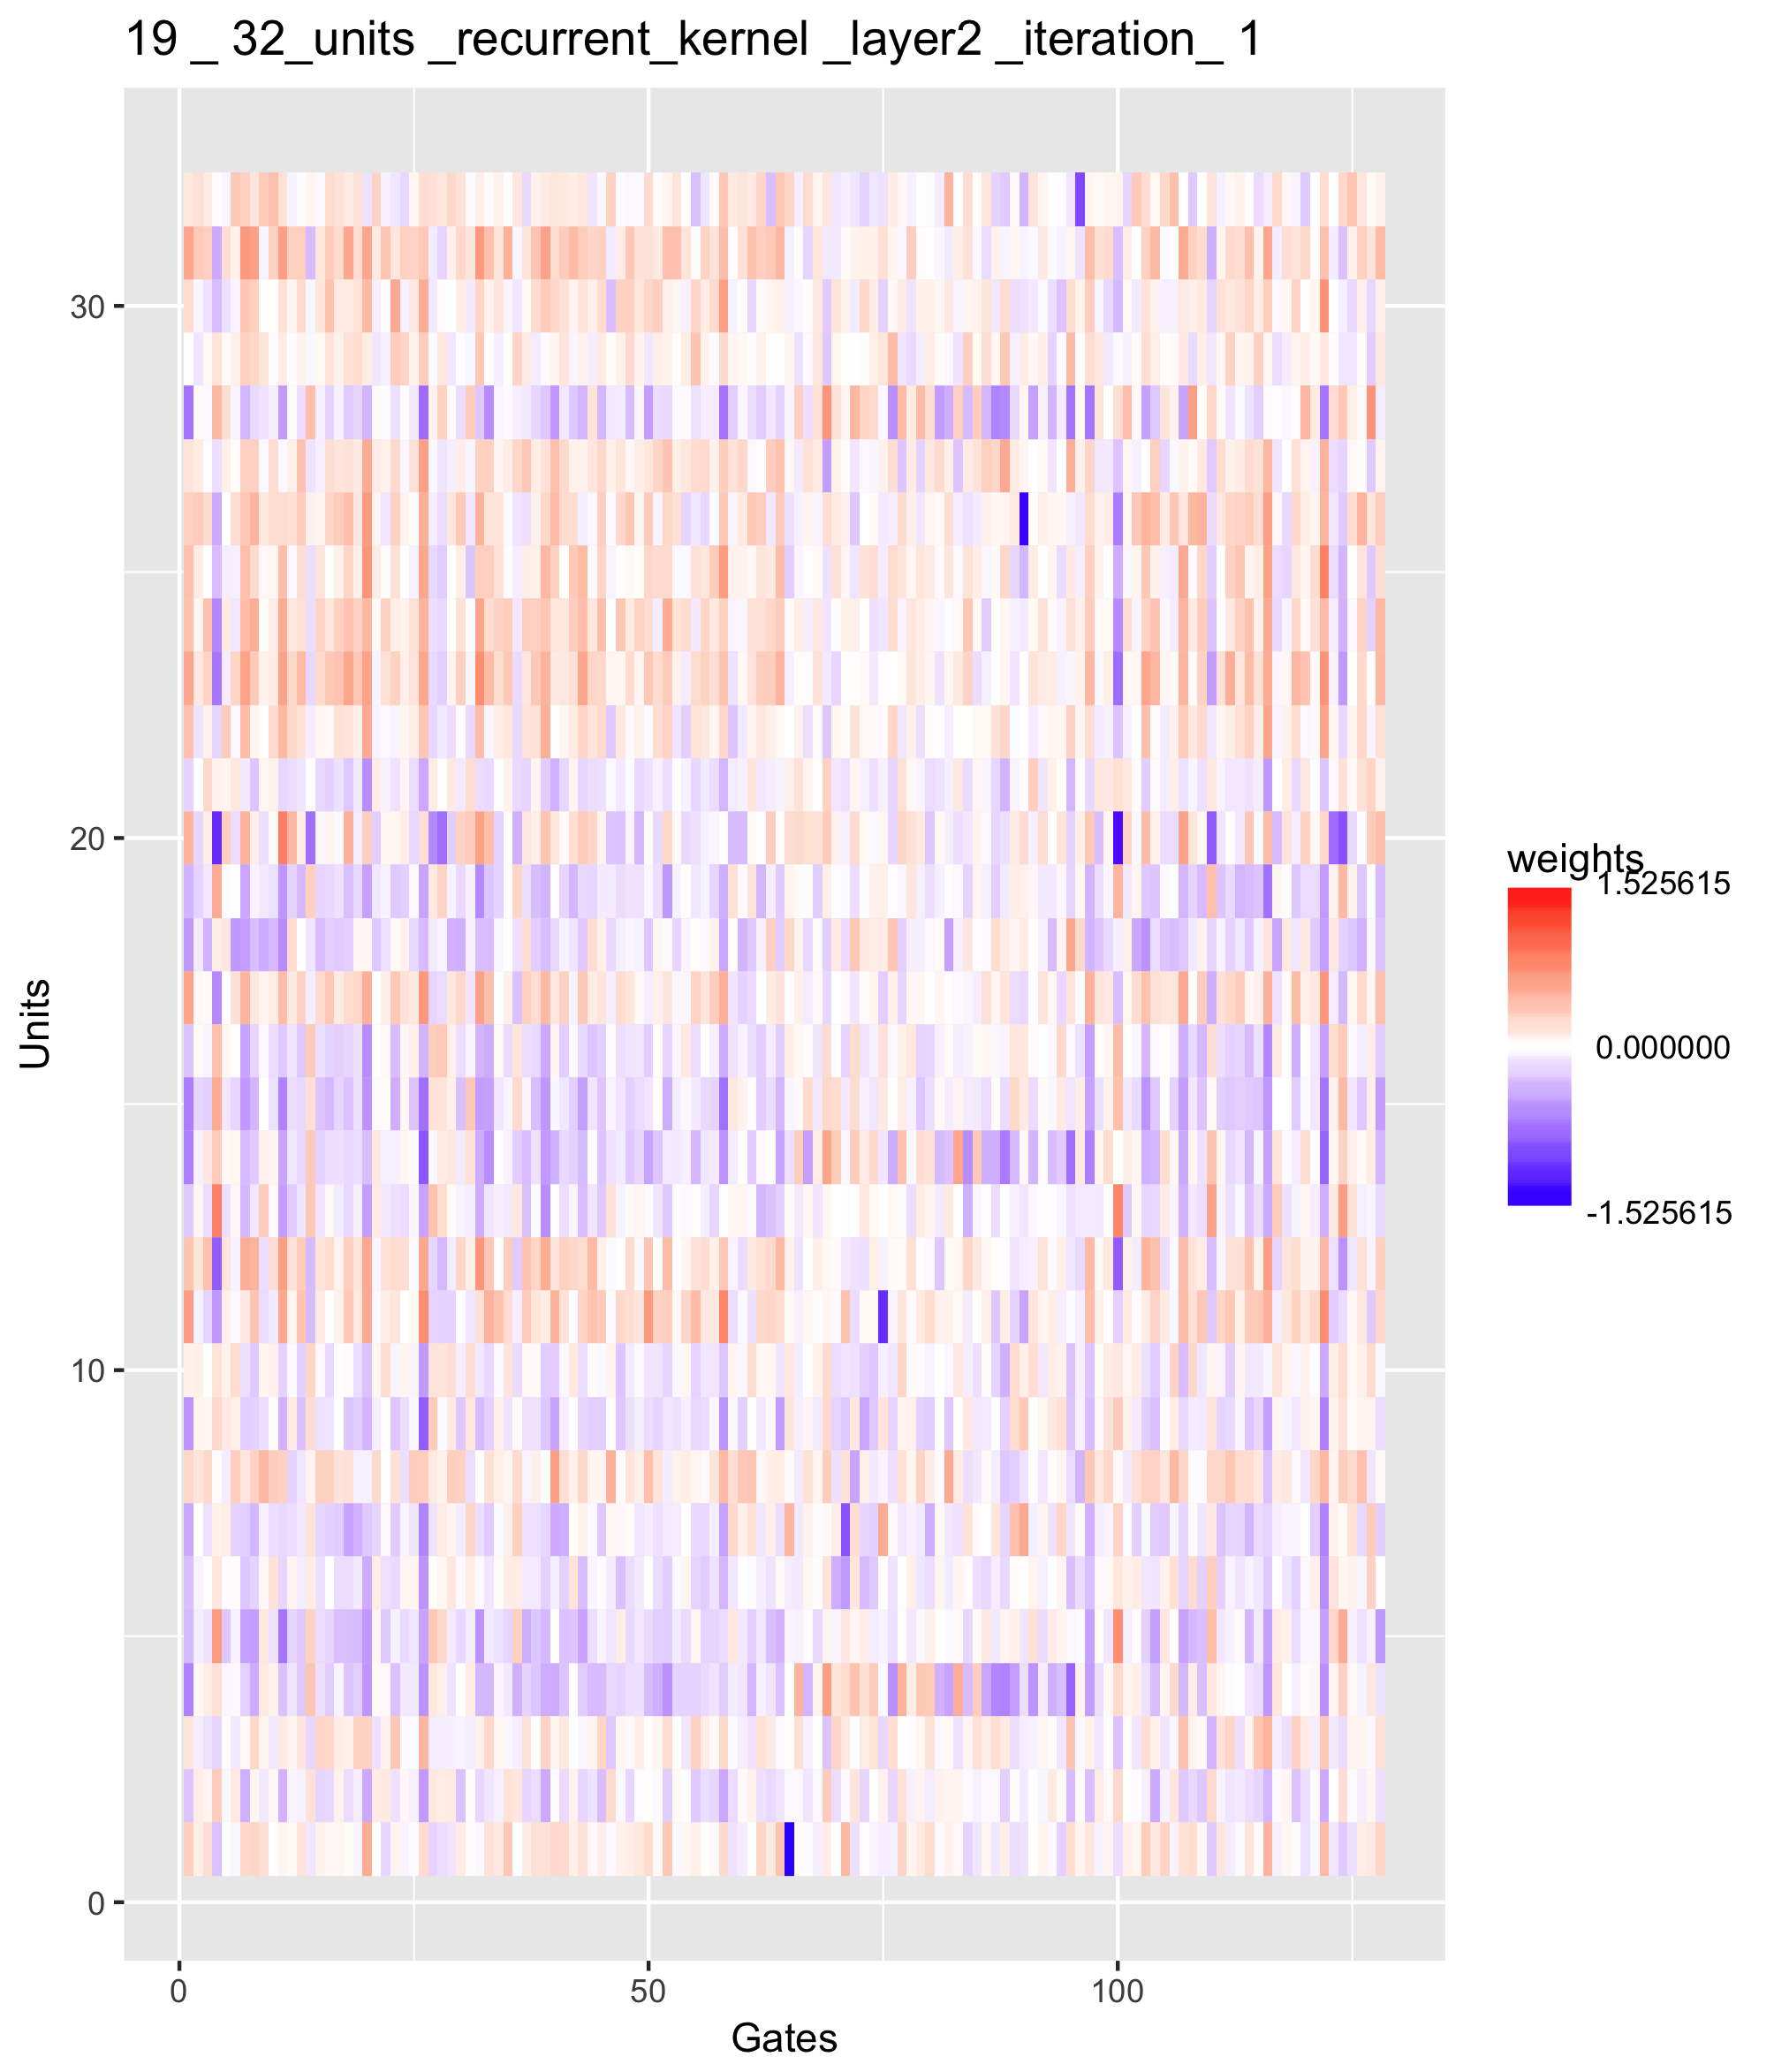 19 _ 32_units _recurrent_kernel _layer2 _iteration_ 1
30
20
10
0
Units
0 50 100
Gates
weights
1.525615
0.000000
-1.525615